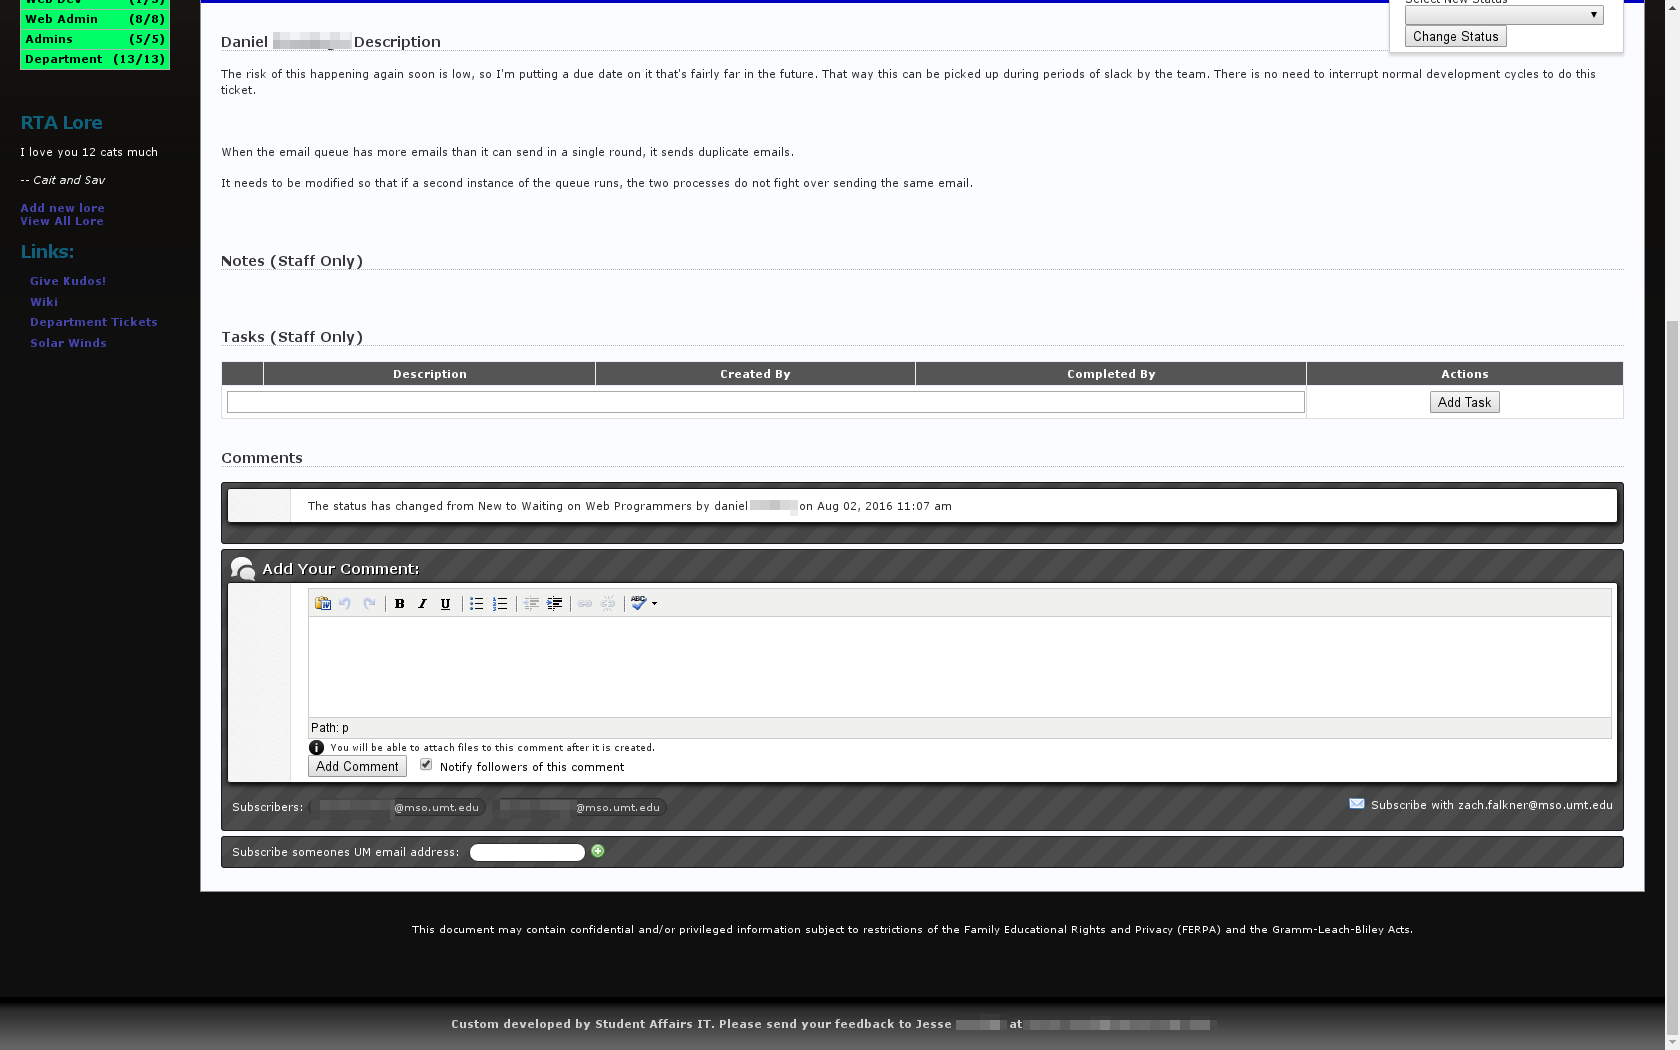 Web Dev (1/5)
Web Admin (8/8)
Admins (5/5)
Department (13/13)
RTA Lore
I love you 12 cats much
-- Cait and Sav
Add new lore
View All Lore
Links:
Give Kudos!
Wiki
Department Tickets
Solar Winds
Select New Status
Change Status
Daniel Description
The risk of this happening again soon is low, so I'm putting a due date on it that's fairly far in the future. That way this can be picked up during periods of slack by the team. There is no need to interrupt normal development cycles to do this
ticket.
When the email queue has more emails than it can send in a single round, it sends duplicate emails.
It needs to be modified so that if a second instance of the queue runs, the two processes do not fight over sending the same email.
Notes (Staff Only)
Tasks (Staff Only)
Description Created By Completed By Actions
Add Task
Comments
The status has changed from New to Waiting on Web Programmers by daniel on Aug 02, 2016 11:07 am
Add Your Comment:
B I U ABC
Path: p
You will be able to attach files to this comment after it is created.
Add Comment Notify followers of this comment
Subscribers: @mso.umt.edu @mso.umt.edu Subscribe with zach.falkner@mso.umt.edu
Subscribe someones UM email address:
This document may contain confidential and/or privileged information subject to restrictions of the Family Educational Rights and Privacy (FERPA) and the Gramm-Leach-Bliley Acts.
Custom developed by Student Affairs IT. Please send your feedback to Jesse at